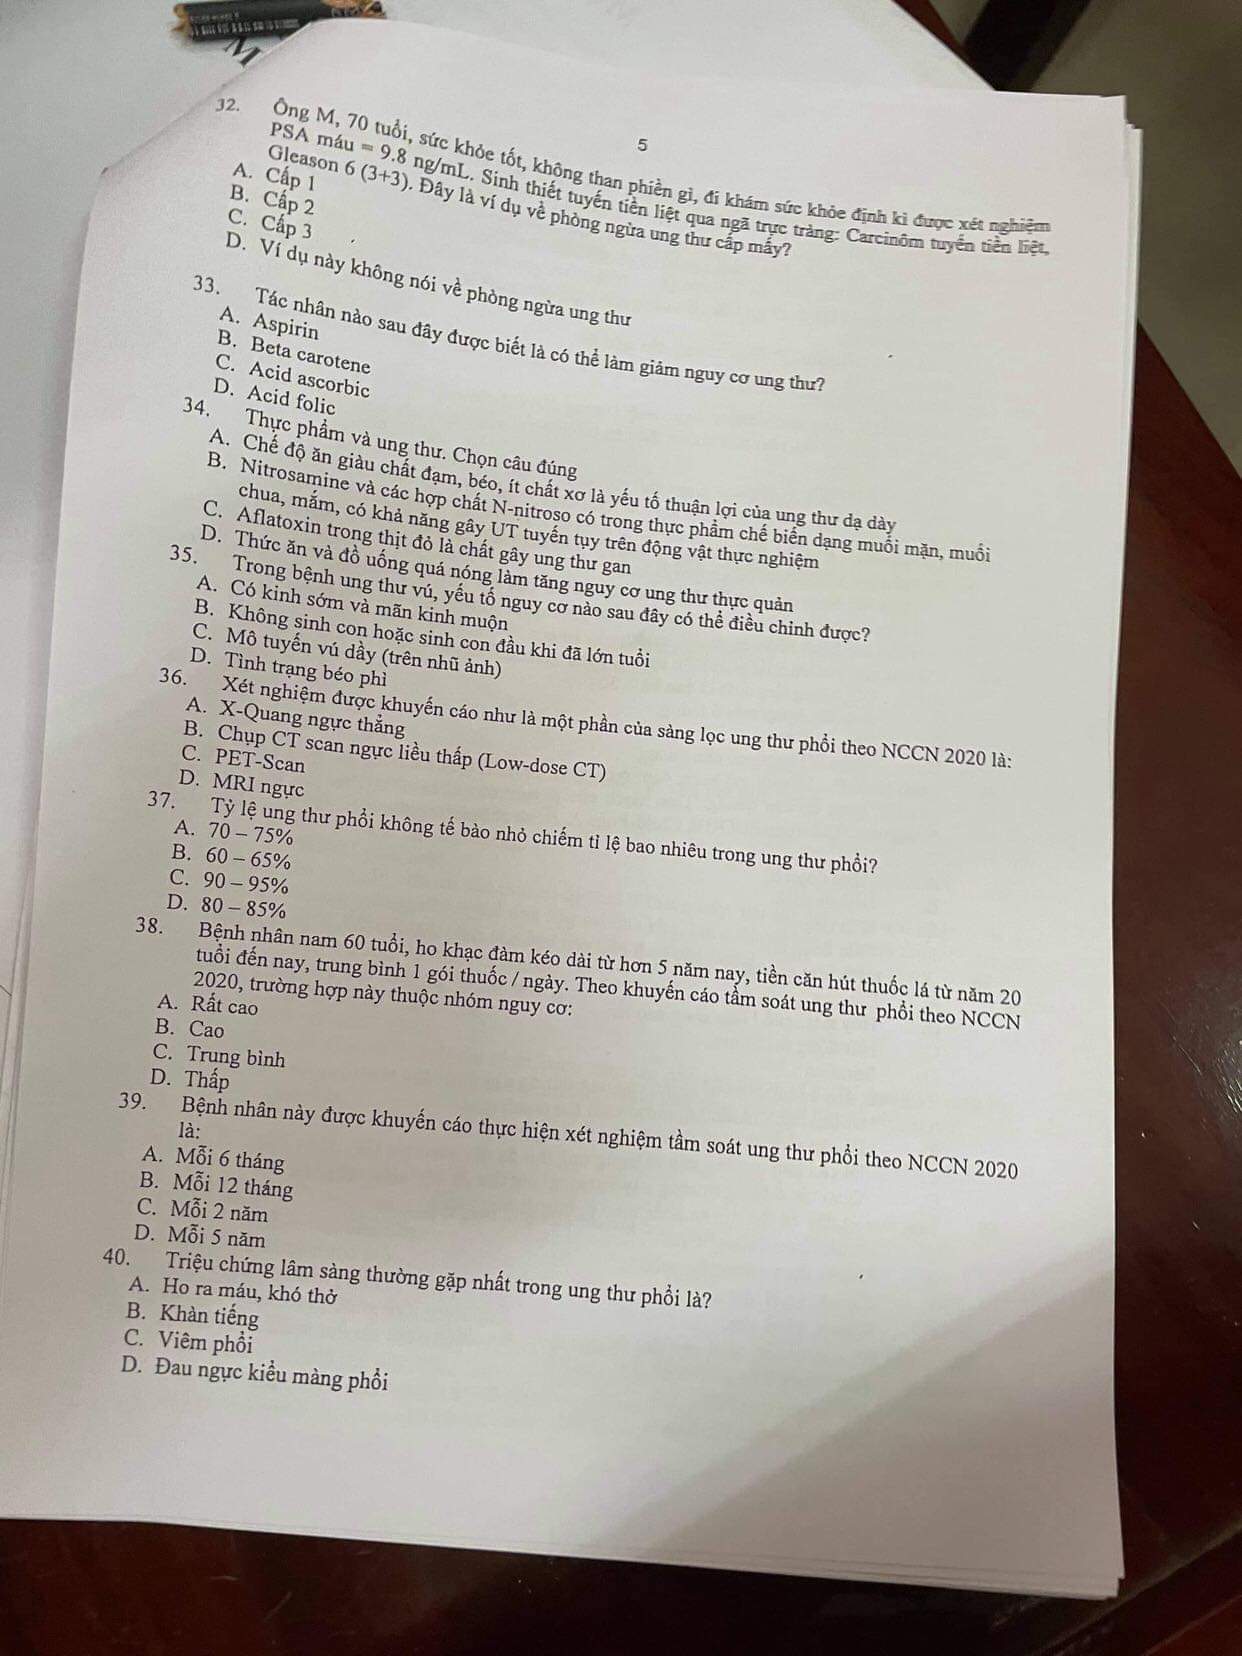 5
32. Ông M, 70 tuổi, sức khỏe tốt, không than phiền gì, đi khám sức khỏe định kì được xét nghiệm
PSA máu = 9.8 ng/mL. Sinh thiết tuyến tiền liệt qua ngã trực tràng: Carcinôm tuyến tiền liệt,
Gleason 6 (3+3). Đây là ví dụ về phòng ngừa ung thư cấp mấy?
A. Cấp 1
B. Cấp 2
C. Cấp 3
D. Ví dụ này không nói về phòng ngừa ung thư
33. Tác nhân nào sau đây được biết là có thể làm giảm nguy cơ ung thư?
A. Aspirin
B. Beta carotene
C. Acid ascorbic
D. Acid folic
34. Thực phẩm và ung thư. Chọn câu đúng
A. Chế độ ăn giàu chất đạm, béo, ít chất xơ là yếu tố thuận lợi của ung thư dạ dày
B. Nitrosamine và các hợp chất N-nitroso có trong thực phẩm chế biến dạng muối mặn, muối
chua, mắm, có khả năng gây UT tuyến tụy trên động vật thực nghiệm
C. Aflatoxin trong thịt đỏ là chất gây ung thư gan
D. Thức ăn và đồ uống quá nóng làm tăng nguy cơ ung thư thực quản
35. Trong bệnh ung thư vú, yếu tố nguy cơ nào sau đây có thể điều chỉnh được?
A. Có kinh sớm và mãn kinh muộn
B. Không sinh con hoặc sinh con đầu khi đã lớn tuổi
C. Mô tuyến vú dầy (trên nhũ ảnh)
D. Tình trạng béo phì
36. Xét nghiệm được khuyến cáo như là một phần của sàng lọc ung thư phổi theo NCCN 2020 là:
A. X-Quang ngực thẳng
B. Chụp CT scan ngực liều thấp (Low-dose CT)
C. PET-Scan
D. MRI ngực
37. Tỷ lệ ung thư phổi không tế bào nhỏ chiếm tỉ lệ bao nhiêu trong ung thư phổi?
A. 70 – 75%
B. 60 – 65%
C. 90 – 95%
D. 80 – 85%
38. Bệnh nhân nam 60 tuổi, ho khạc đàm kéo dài từ hơn 5 năm nay, tiền căn hút thuốc lá từ năm 20
tuổi đến nay, trung bình 1 gói thuốc / ngày. Theo khuyến cáo tầm soát ung thư phổi theo NCCN
2020, trường hợp này thuộc nhóm nguy cơ:
A. Rất cao
B. Cao
C. Trung bình
D. Thấp
39. Bệnh nhân này được khuyến cáo thực hiện xét nghiệm tầm soát ung thư phổi theo NCCN 2020
là:
A. Mỗi 6 tháng
B. Mỗi 12 tháng
C. Mỗi 2 năm
D. Mỗi 5 năm
40. Triệu chứng lâm sàng thường gặp nhất trong ung thư phổi là?
A. Ho ra máu, khó thở
B. Khàn tiếng
C. Viêm phổi
D. Đau ngực kiểu màng phổi